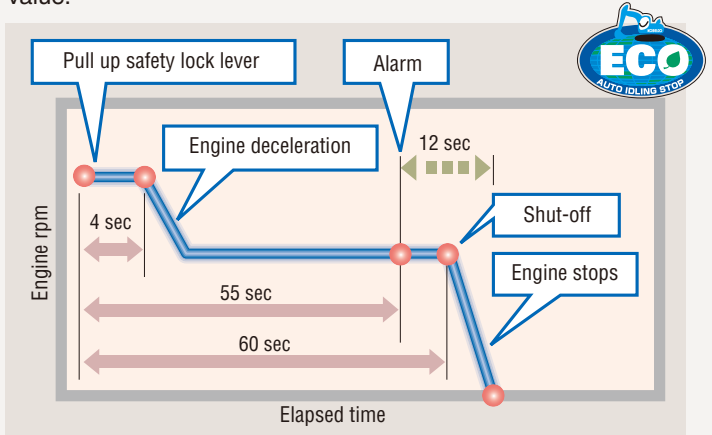 value.
ECO
AUTO IDLING STOP
Pull up safety lock lever
Alarm
Engine deceleration
12 sec
4 sec
Shut-off
Engine stops
55 sec
60 sec
Engine rpm
Elapsed time